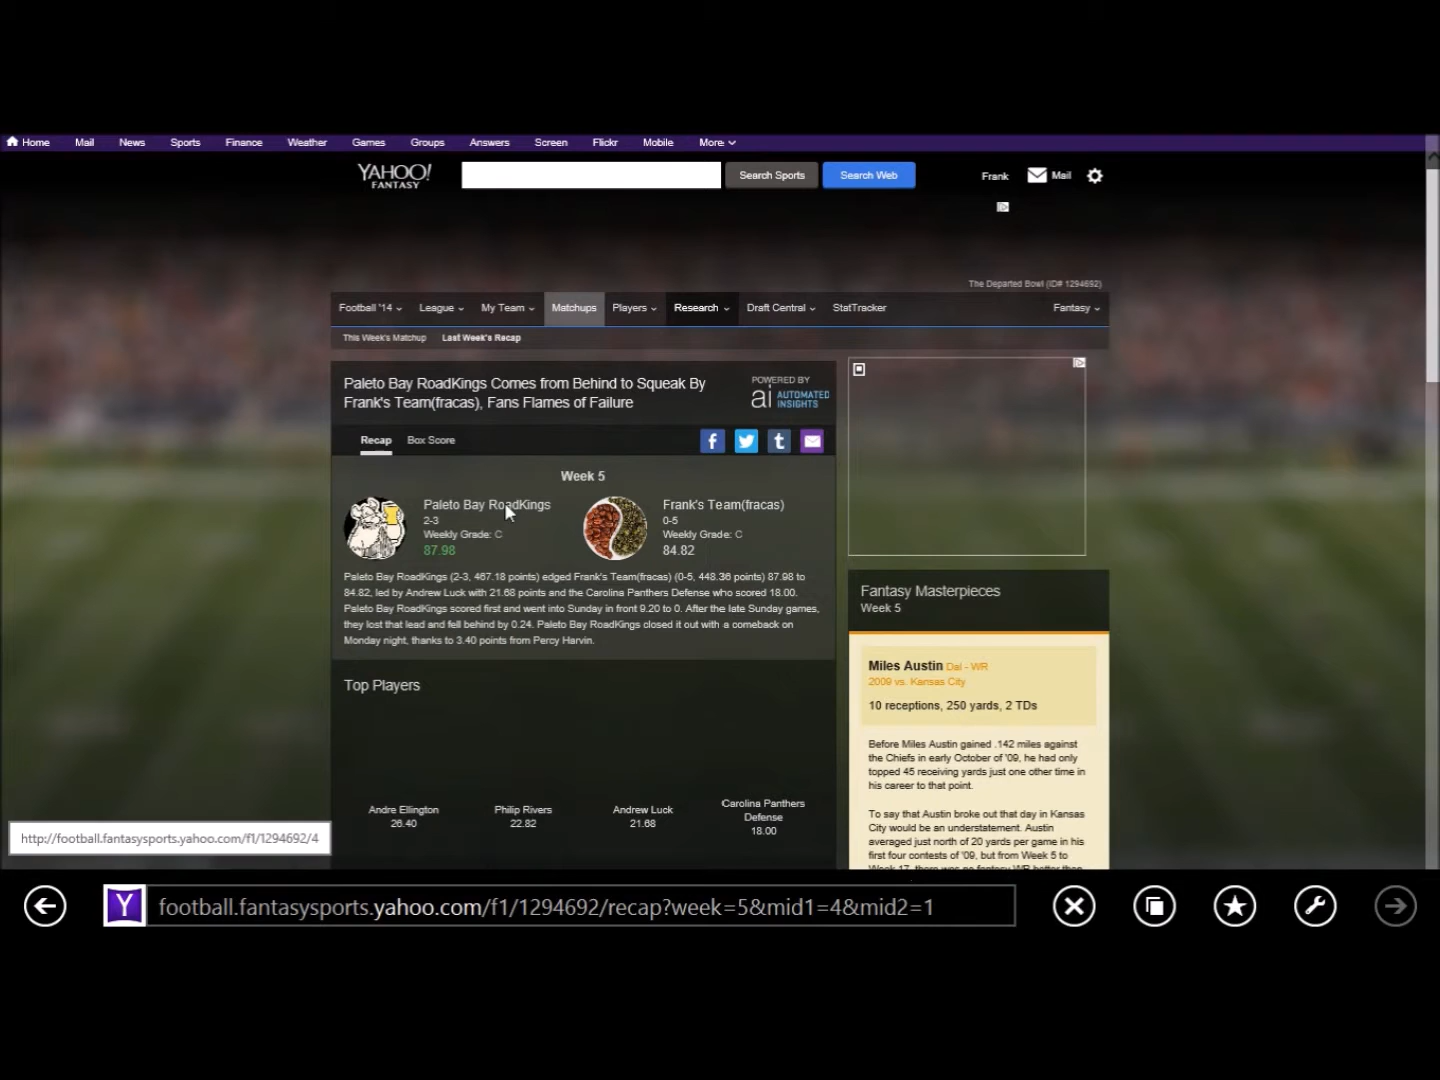 Home Mail News Sports Finance Weather Games Groups Answers Screen Flickr Mobile More
YAHOO!
FANTASY
Search Sports
Search Web
Frank
Mail
The Departed Bowl (ID# 1294692)
Football '14 League My Team Matchups Players Research Draft Central StatTracker Fantasy
This Week's Matchup Last Week's Recap
Paleto Bay RoadKings Comes from Behind to Squeak By
Frank's Team(fracas), Fans Flames of Failure
POWERED BY
ai AUTOMATED
INSIGHTS
Recap Box Score
f
t
Week 5
Paleto Bay RoadKings
2-3
Weekly Grade: C
87.98
Frank's Team(fracas)
0-5
Weekly Grade: C
84.82
Paleto Bay RoadKings (2-3, 467.18 points) edged Frank's Team(fracas) (0-5, 448.36 points) 87.98 to
84.82, led by Andrew Luck with 21.68 points and the Carolina Panthers Defense who scored 18.00.
Paleto Bay RoadKings scored first and went into Sunday in front 9.20 to 0. After the late Sunday games,
they lost that lead and fell behind by 0.24. Paleto Bay RoadKings closed it out with a comeback on
Monday night, thanks to 3.40 points from Percy Harvin.
Top Players
Andre Ellington
26.40
Philip Rivers
22.82
Andrew Luck
21.68
Carolina Panthers
Defense
18.00
Fantasy Masterpieces
Week 5
Miles Austin Dal - WR
2009 vs. Kansas City
10 receptions, 250 yards, 2 TDs
Before Miles Austin gained .142 miles against
the Chiefs in early October of '09, he had only
topped 45 receiving yards just one other time in
his career to that point.
To say that Austin broke out that day in Kansas
City would be an understatement. Austin
averaged just north of 20 yards per game in his
first four contests of '09, but from Week 5 to
Week 17, there was no fantasy WR better than
http://football.fantasysports.yahoo.com/f1/1294692/4
Y
football.fantasysports.yahoo.com/f1/1294692/recap?week=5&mid1=4&mid2=1